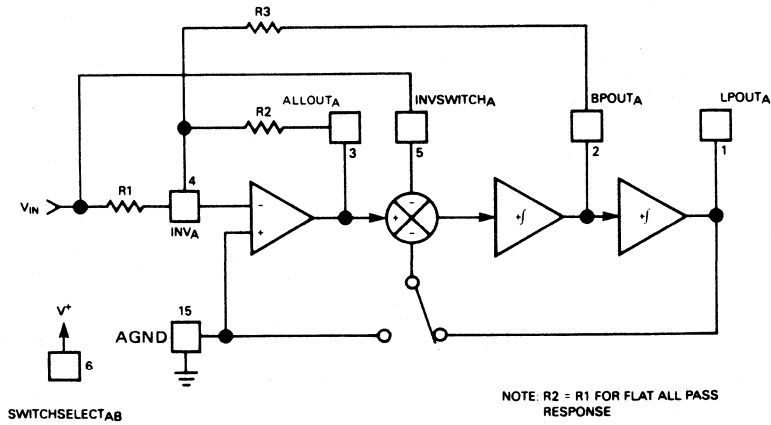 R3
ALLOUTA
INVSWITCHA
BPOUTA
LPOUTA
R2
4
3
5
2
1
VIN
R1
INVA
−
+
+
−
−
+∫
+∫
V+
6
SWITCHSELECTAB
15
AGND
NOTE: R2 = R1 FOR FLAT ALL PASS
RESPONSE